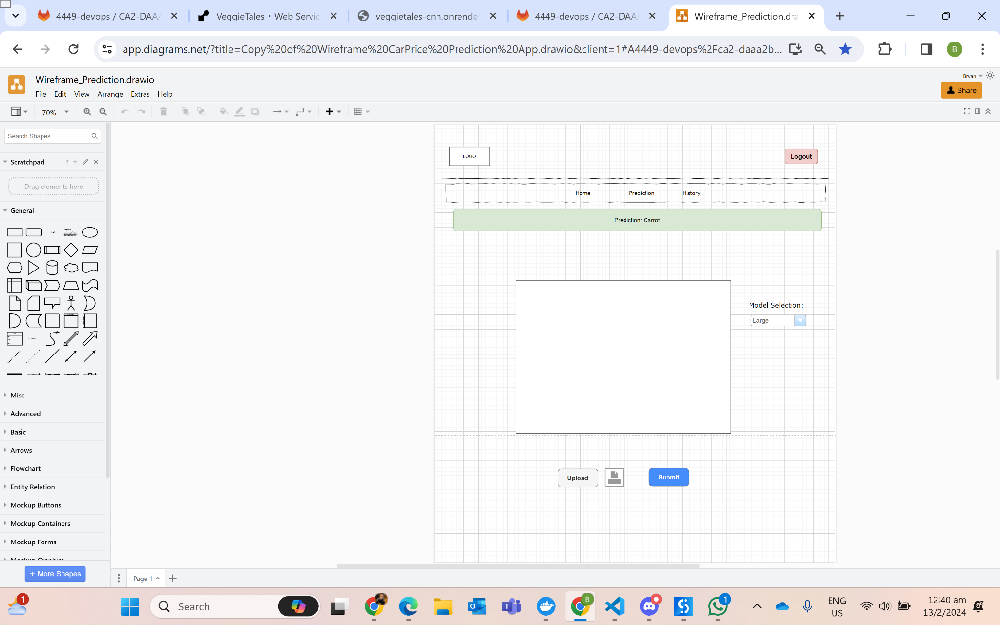 4449-devops / CA2-DAA
VeggieTales • Web Servic
veggietales-cnn.onrende
4449-devops / CA2-DAA
Wireframe_Prediction.dra
app.diagrams.net/?title=Copy%20of%20Wireframe%20CarPrice%20Prediction%20App.drawio&client=1#A4449-devops%2Fca2-daaa2b...
B
Wireframe_Prediction.drawio
Bryan
File Edit View Arrange Extras Help
Share
70%
Search Shapes
Scratchpad ?
Drag elements here
General
Text
Heading
List Item
Misc
Advanced
Basic
Arrows
Flowchart
Entity Relation
Mockup Buttons
Mockup Containers
Mockup Forms
Mockup Graphics
+ More Shapes
LOGO
Logout
Home Prediction History
Prediction: Carrot
Model Selection:
Large
Upload
Submit
Page-1
1
Search
B
1
ENG
US
12:40 am
13/2/2024